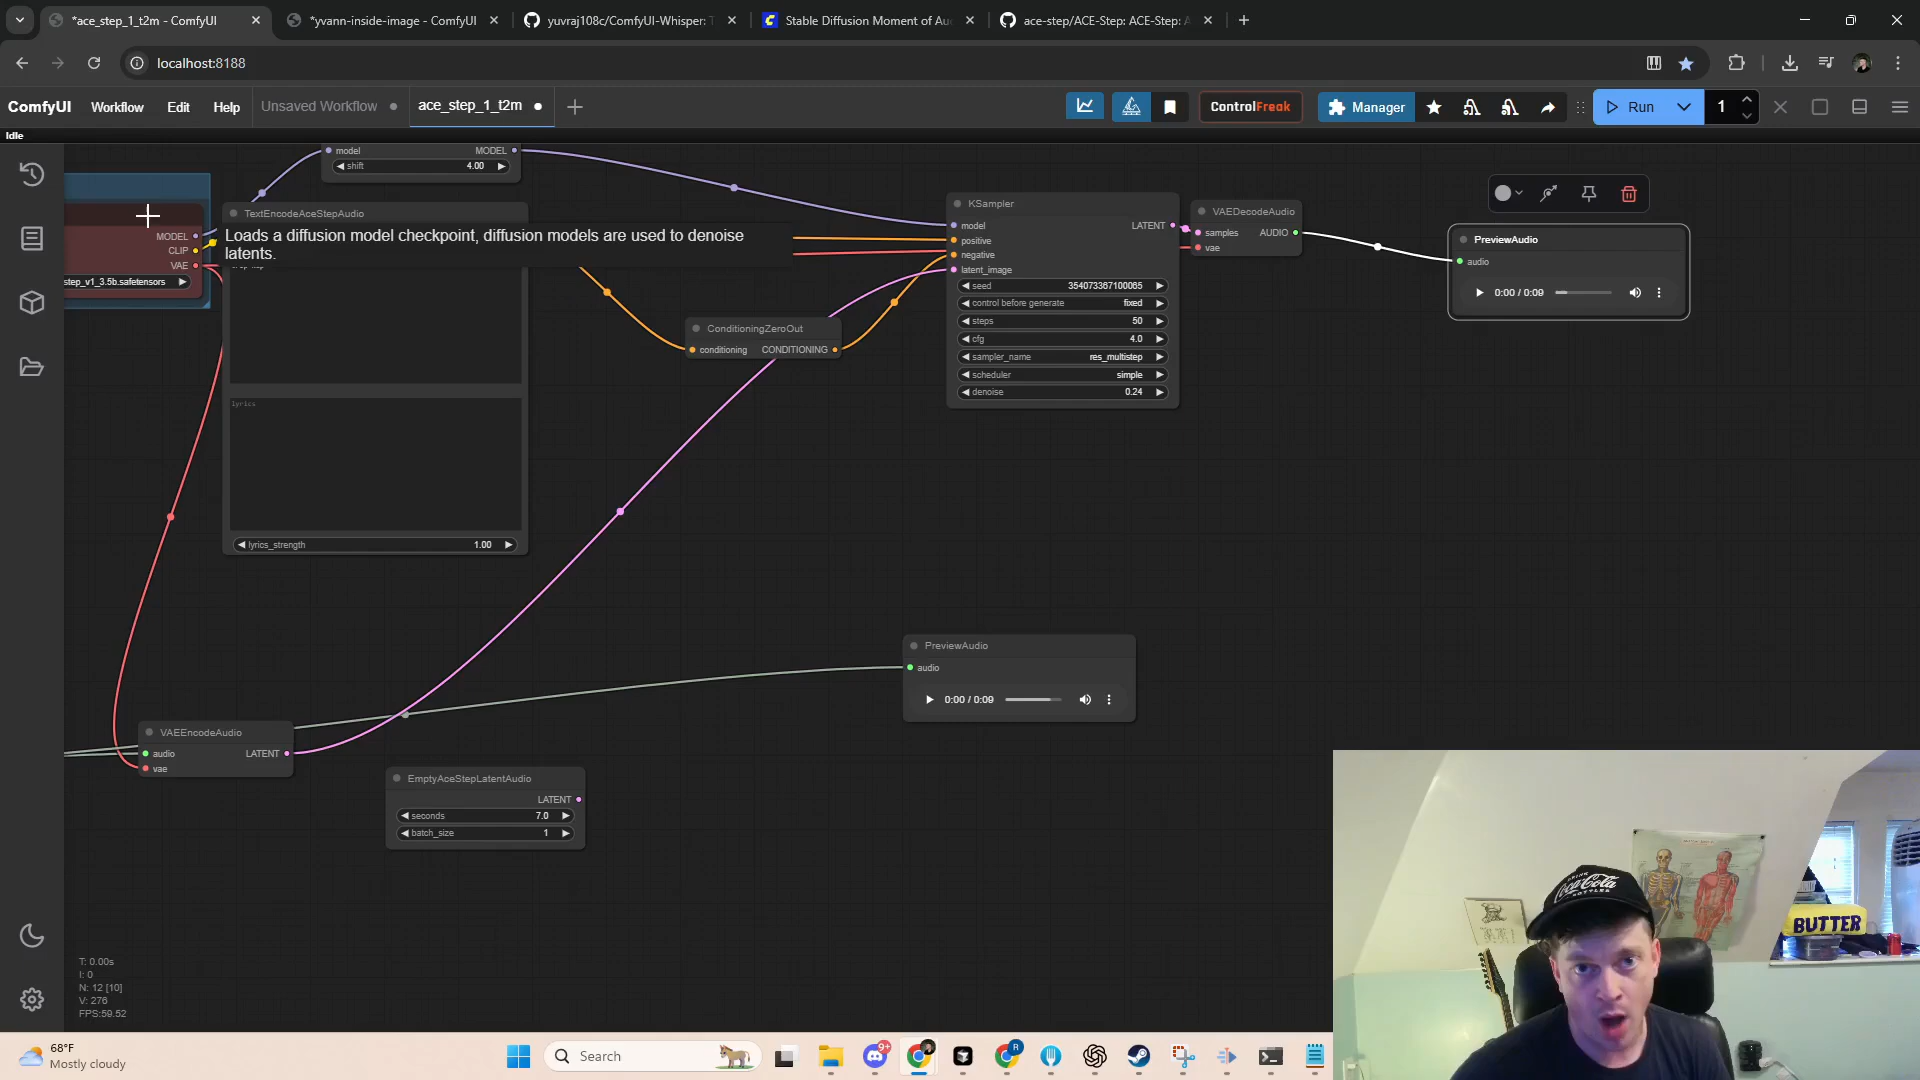 *ace_step_1_t2m - ComfyUI
*yvann-inside-image - ComfyUI
yuvraj108c/ComfyUI-Whisper: T
Stable Diffusion Moment of Au
ace-step/ACE-Step: ACE-Step: A
localhost:8188
ComfyUI
Workflow
Edit
Help
Unsaved Workflow
ace_step_1_t2m
ControlFreak
Manager
Run
1
Idle
model MODEL
shift 4.00
TextEncodeAceStepAudio
Loads a diffusion model checkpoint, diffusion models are used to denoise
latents.
MODEL
CLIP
VAE
step_v1_3.5b.safetensors
lyrics
lyrics_strength 1.00
ConditioningZeroOut
conditioning CONDITIONING
KSampler
model LATENT
positive
negative
latent_image
seed 354073367100065
control before generate fixed
steps 50
cfg 4.0
sampler_name res_multistep
scheduler simple
denoise 0.24
VAEDecodeAudio
samples AUDIO
vae
PreviewAudio
audio
0:00 / 0:09
PreviewAudio
audio
0:00 / 0:09
VAEEncodeAudio
audio LATENT
vae
EmptyAceStepLatentAudio
LATENT
seconds 7.0
batch_size 1
T: 0.00s
I: 0
N: 12 [10]
V: 276
FPS:59.52
DRINK
Coca-Cola
BOTTLES
BUTTER
68°F
Mostly cloudy
Search
9+
R